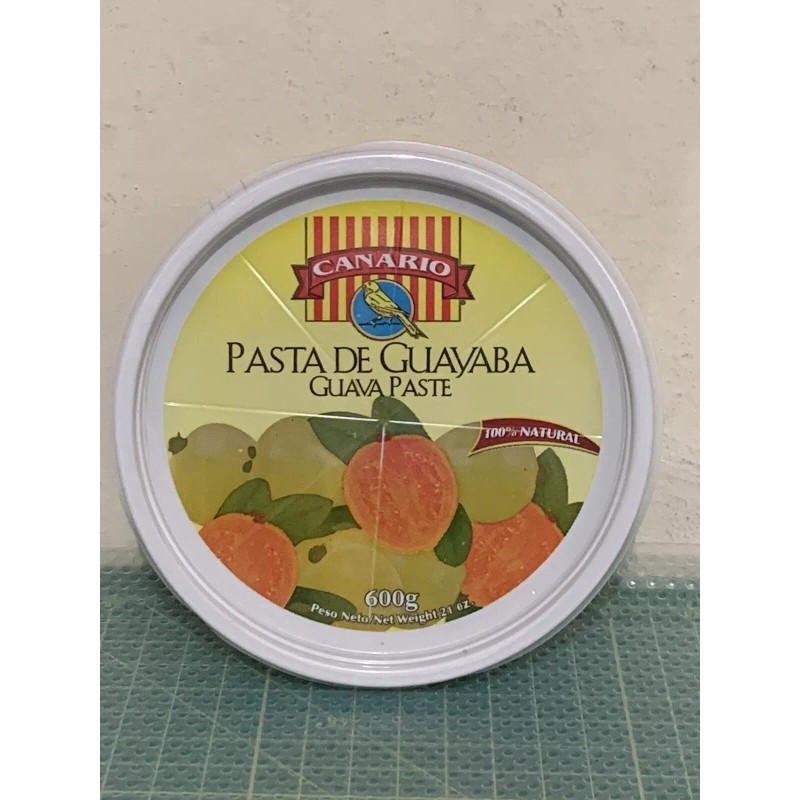 CANARIO
PASTA DE GUAYABA
GUAVA PASTE
100% NATURAL
600g
Peso Neto/Net Weight 21 oz.